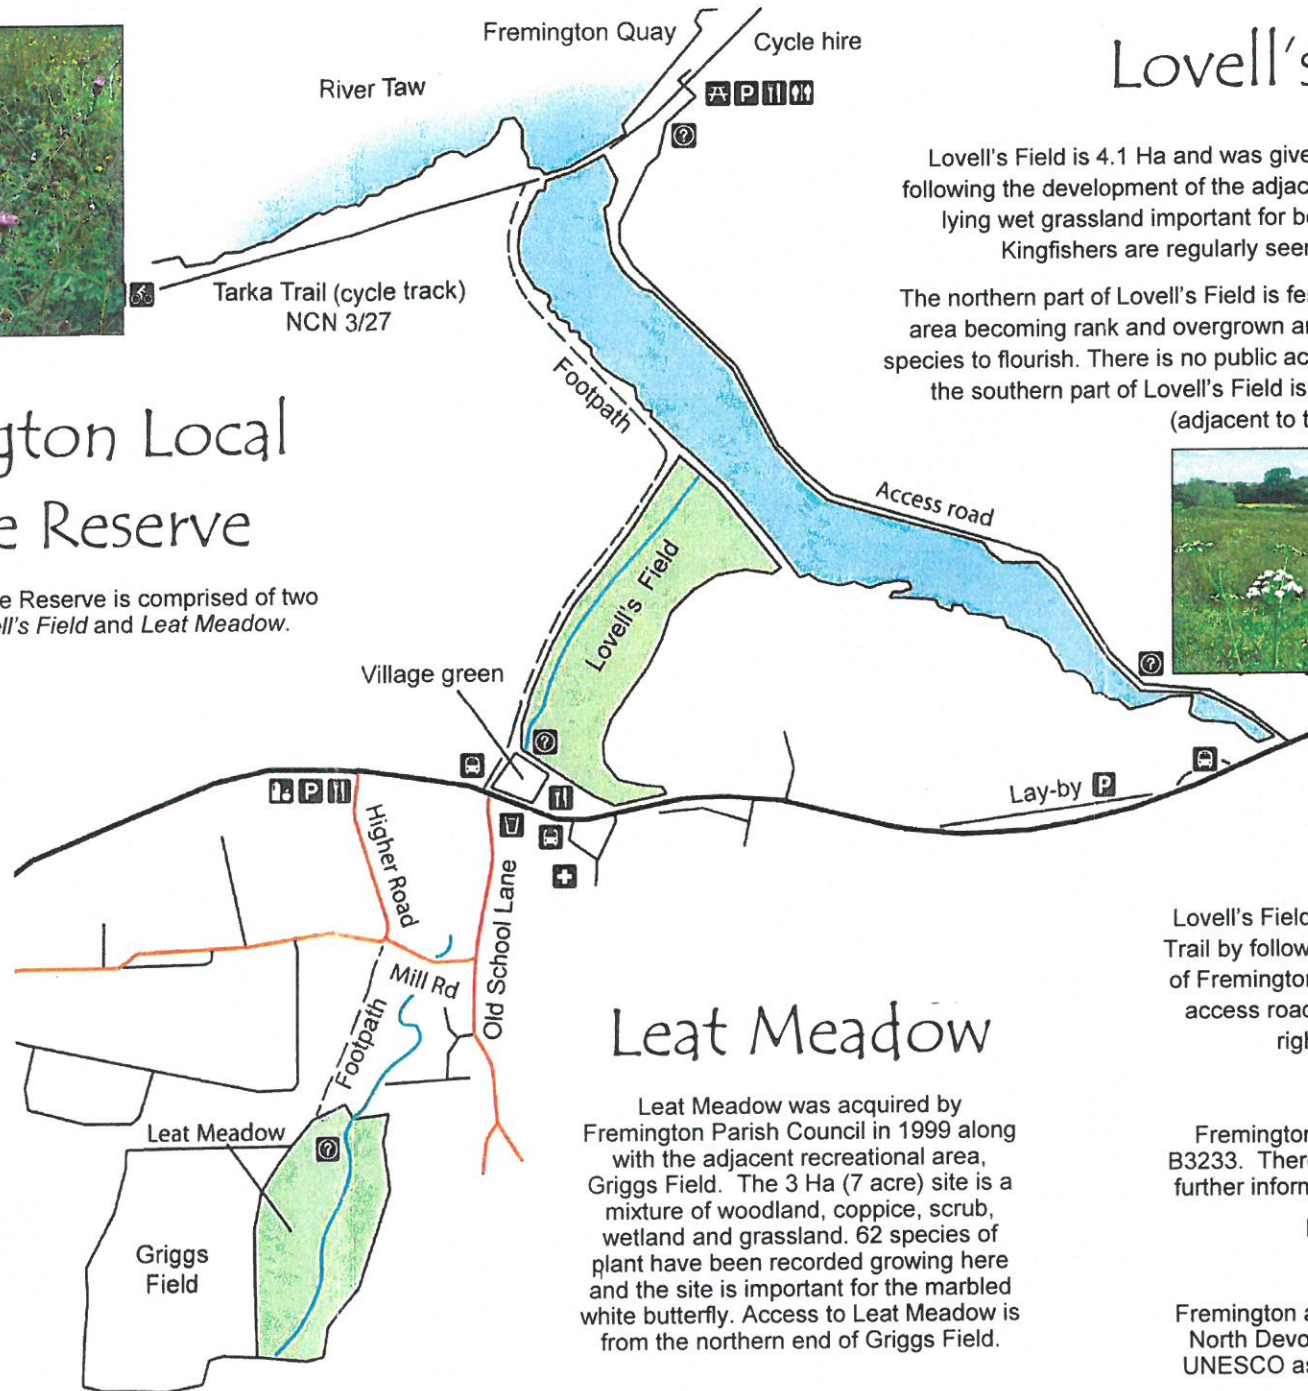 Fremington Quay
Cycle hire
River Taw
P
?
Tarka Trail (cycle track)
NCN 3/27
Footpath
Access road
Lovell's Field
Village green
?
?
P
Lay-by P
Higher Road
Old School Lane
Mill Rd
Footpath
Leat Meadow
?
Griggs
Field
gton Local
e Reserve
e Reserve is comprised of two
ell's Field and Leat Meadow.
Lovell's
Lovell's Field is 4.1 Ha and was give
following the development of the adjac
lying wet grassland important for b
Kingfishers are regularly seen
The northern part of Lovell's Field is fe
area becoming rank and overgrown a
species to flourish. There is no public ac
the southern part of Lovell's Field is
(adjacent to t
Leat Meadow
Leat Meadow was acquired by
Fremington Parish Council in 1999 along
with the adjacent recreational area,
Griggs Field. The 3 Ha (7 acre) site is a
mixture of woodland, coppice, scrub,
wetland and grassland. 62 species of
plant have been recorded growing here
and the site is important for the marbled
white butterfly. Access to Leat Meadow is
from the northern end of Griggs Field.
Lovell's Field
Trail by follow
of Fremington
access road
righ
Fremington
B3233. There
further inform
Fremington a
North Devo
UNESCO as